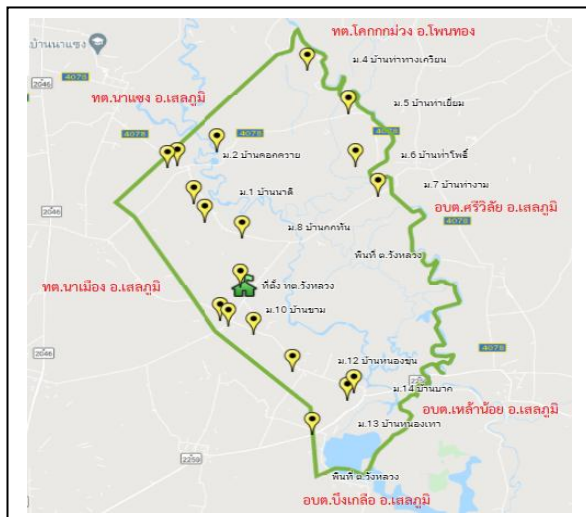 ทต.โคกกกม่วง อ.โพนทอง
บ้านนาแซง
ม.4 บ้านท่าทางเกวียน
2046
4078
ทต.นาแซง อ.เสลภูมิ
ม.5 บ้านท่าเยี่ยม
4078
4078
4078
ม.2 บ้านดอกควาย
ม.6 บ้านท่าโพธิ์
ม.7 บ้านท่างาม
ม.1 บ้านนาดี
อบต.ศรีวิลัย อ.เสลภูมิ
2046
4078
ม.8 บ้านกกทัน
พื้นที่ ต.วังหลวง
ทต.นาเมือง อ.เสลภูมิ
ที่ตั้ง ทต.วังหลวง
ม.10 บ้านขาม
2046
4078
ม.12 บ้านหนองขุ่น
ม.14 บ้านบาค
อบต.เหล้าน้อย อ.เสลภูมิ
ม.13 บ้านหนองเทา
2259
พื้นที่ ต.วังหลวง
อบต.บึงเกลือ อ.เสลภูมิ